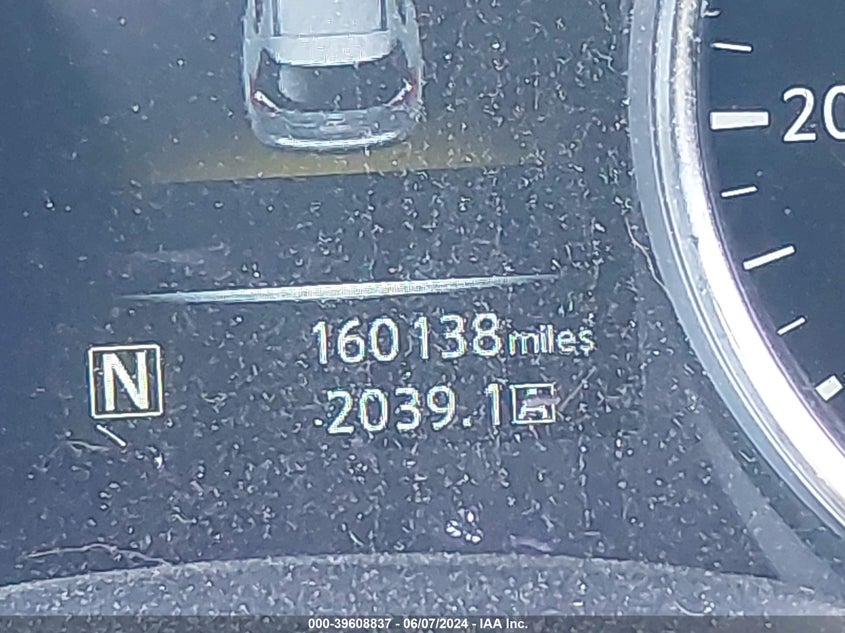 20
160138 miles
N
2039.1 A
000-39608837 - 06/07/2024 - IAA Inc.